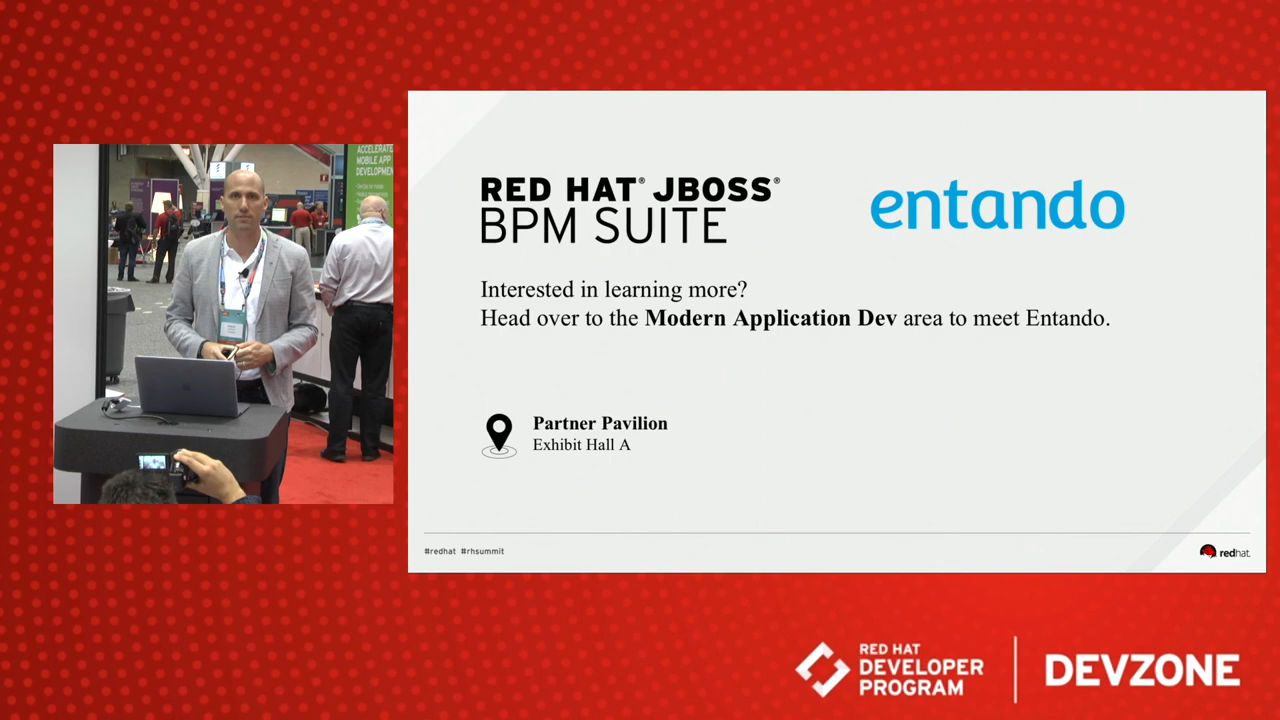 ACCELERATE
MOBILE APP
DEVELOPMEN
RED HAT® JBOSS®
BPM SUITE
entando
Interested in learning more?
Head over to the Modern Application Dev area to meet Entando.
Partner Pavilion
Exhibit Hall A
#redhat #rhsummit
redhat.
RED HAT
DEVELOPER
PROGRAM
DEVZONE